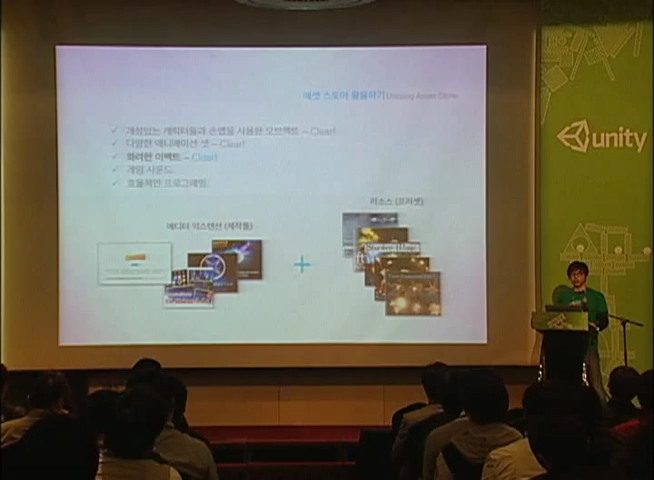 에셋 스토어 활용하기 Utilizing Asset Store
✓ 개성있는 캐릭터들과 손맵을 사용한 오브젝트 – Clear!
✓ 다양한 애니메이션 셋 – Clear!
✓ 화려한 이펙트 – Clear!
✓ 게임 사운드
✓ 효율적인 프로그래밍
에디터 익스텐션 (제작툴)
+
리소스 (프리셋)
unity